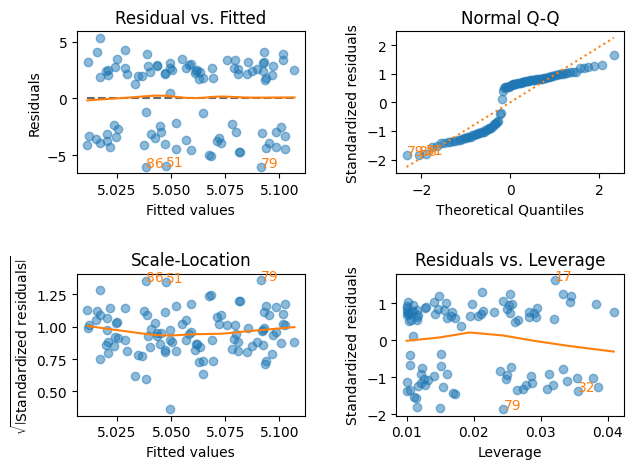 Residual vs. Fitted
Residuals
5
0
−5
86 51 79
5.025 5.050 5.075 5.100
Fitted values
Normal Q-Q
Standardized residuals
2
1
0
−1
−2
79
−2 0 2
Theoretical Quantiles
Scale-Location
√|Standardized residuals|
1.25
1.00
0.75
0.50
86 51 79
5.025 5.050 5.075 5.100
Fitted values
Residuals vs. Leverage
Standardized residuals
1
0
−1
−2
17
32
79
0.01 0.02 0.03 0.04
Leverage